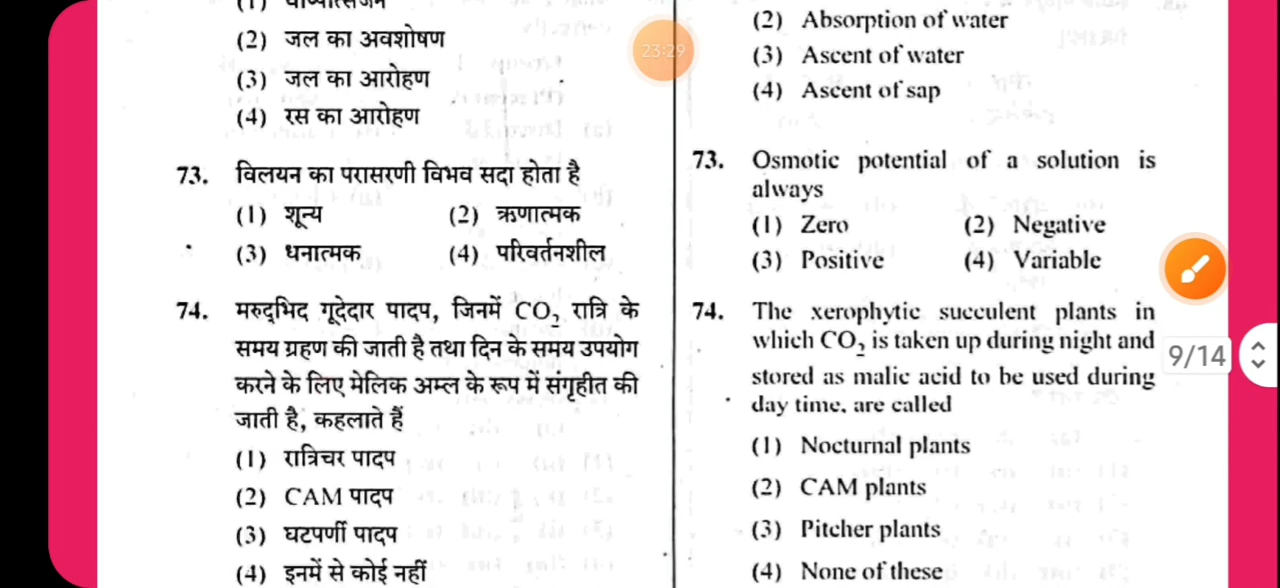 (1) वाष्पोत्सर्जन
(2) जल का अवशोषण
(3) जल का आरोहण
(4) रस का आरोहण
73. विलयन का परासरणी विभव सदा होता है
(1) शून्य (2) ऋणात्मक
(3) धनात्मक (4) परिवर्तनशील
74. मरुद्भिद गूदेदार पादप, जिनमें CO₂ रात्रि के
समय ग्रहण की जाती है तथा दिन के समय उपयोग
करने के लिए मेलिक अम्ल के रूप में संगृहीत की
जाती है, कहलाते हैं
(1) रात्रिचर पादप
(2) CAM पादप
(3) घटपर्णी पादप
(4) इनमें से कोई नहीं
(2) Absorption of water
(3) Ascent of water
(4) Ascent of sap
73. Osmotic potential of a solution is
always
(1) Zero (2) Negative
(3) Positive (4) Variable
74. The xerophytic succulent plants in
which CO₂ is taken up during night and
stored as malic acid to be used during
day time, are called
(1) Nocturnal plants
(2) CAM plants
(3) Pitcher plants
(4) None of these
23:29
9/14